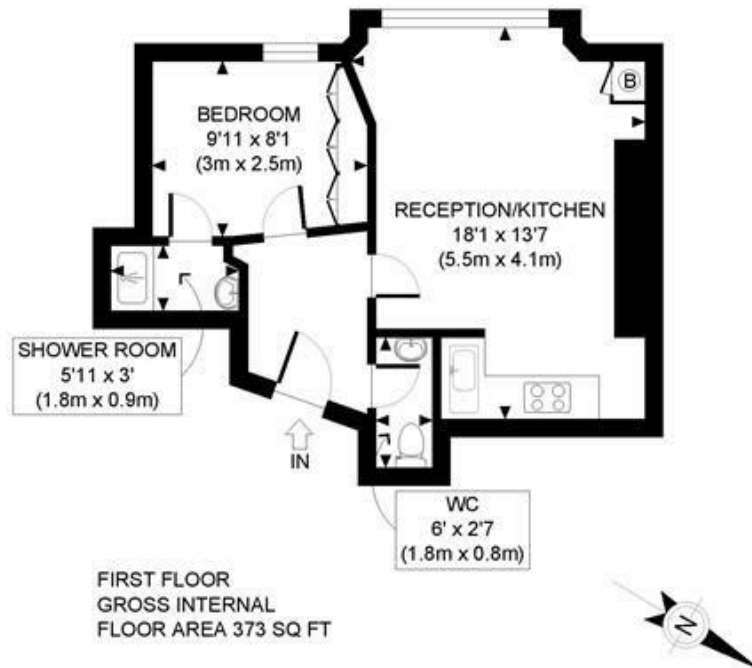 B
BEDROOM
9'11 x 8'1
(3m x 2.5m)
RECEPTION/KITCHEN
18'1 x 13'7
(5.5m x 4.1m)
SHOWER ROOM
5'11 x 3'
(1.8m x 0.9m)
IN
WC
6' x 2'7
(1.8m x 0.8m)
FIRST FLOOR
GROSS INTERNAL
FLOOR AREA 373 SQ FT
N